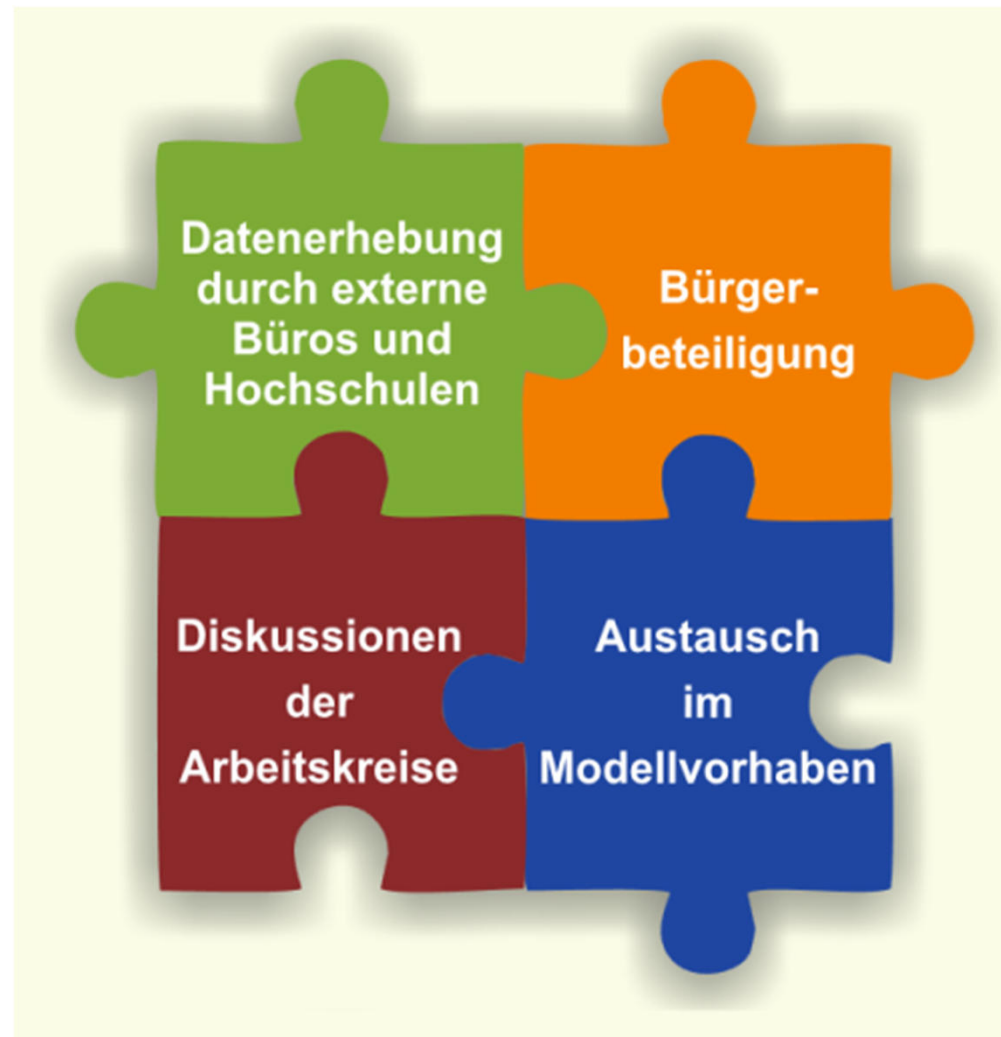 Datenerhebung
durch externe
Büros und
Hochschulen
Bürger-
beteiligung
Diskussionen
der
Arbeitskreise
Austausch
im
Modellvorhaben